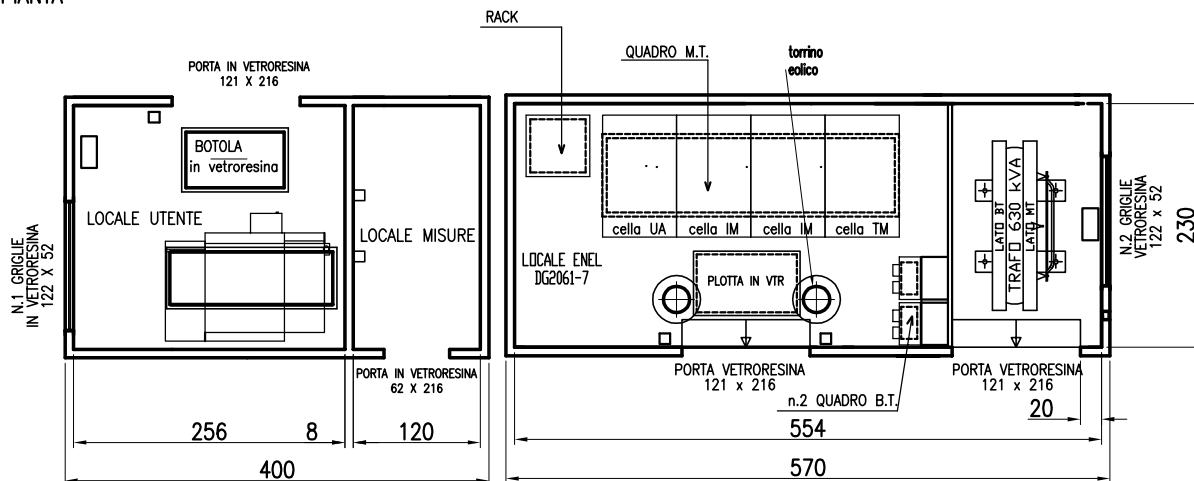 PIANTA
RACK
QUADRO M.T.
torrino
eolico
PORTA IN VETRORESINA
121 X 216
BOTOLA
in vetroresina
LOCALE UTENTE
LOCALE MISURE
N.1 GRIGLIE
IN VETRORESINA
122 X 52
PORTA IN VETRORESINA
62 X 216
256
8
120
400
cella UA
cella IM
cella IM
cella TM
LOCALE ENEL
DG2061-7
PLOTTA IN VTR
LATO BT
TRAFO 630 kVA
LATO MT
N.2 GRIGLIE
VETRORESINA
122 x 52
230
PORTA VETRORESINA
121 x 216
PORTA VETRORESINA
121 x 216
n.2 QUADRO B.T.
20
554
570